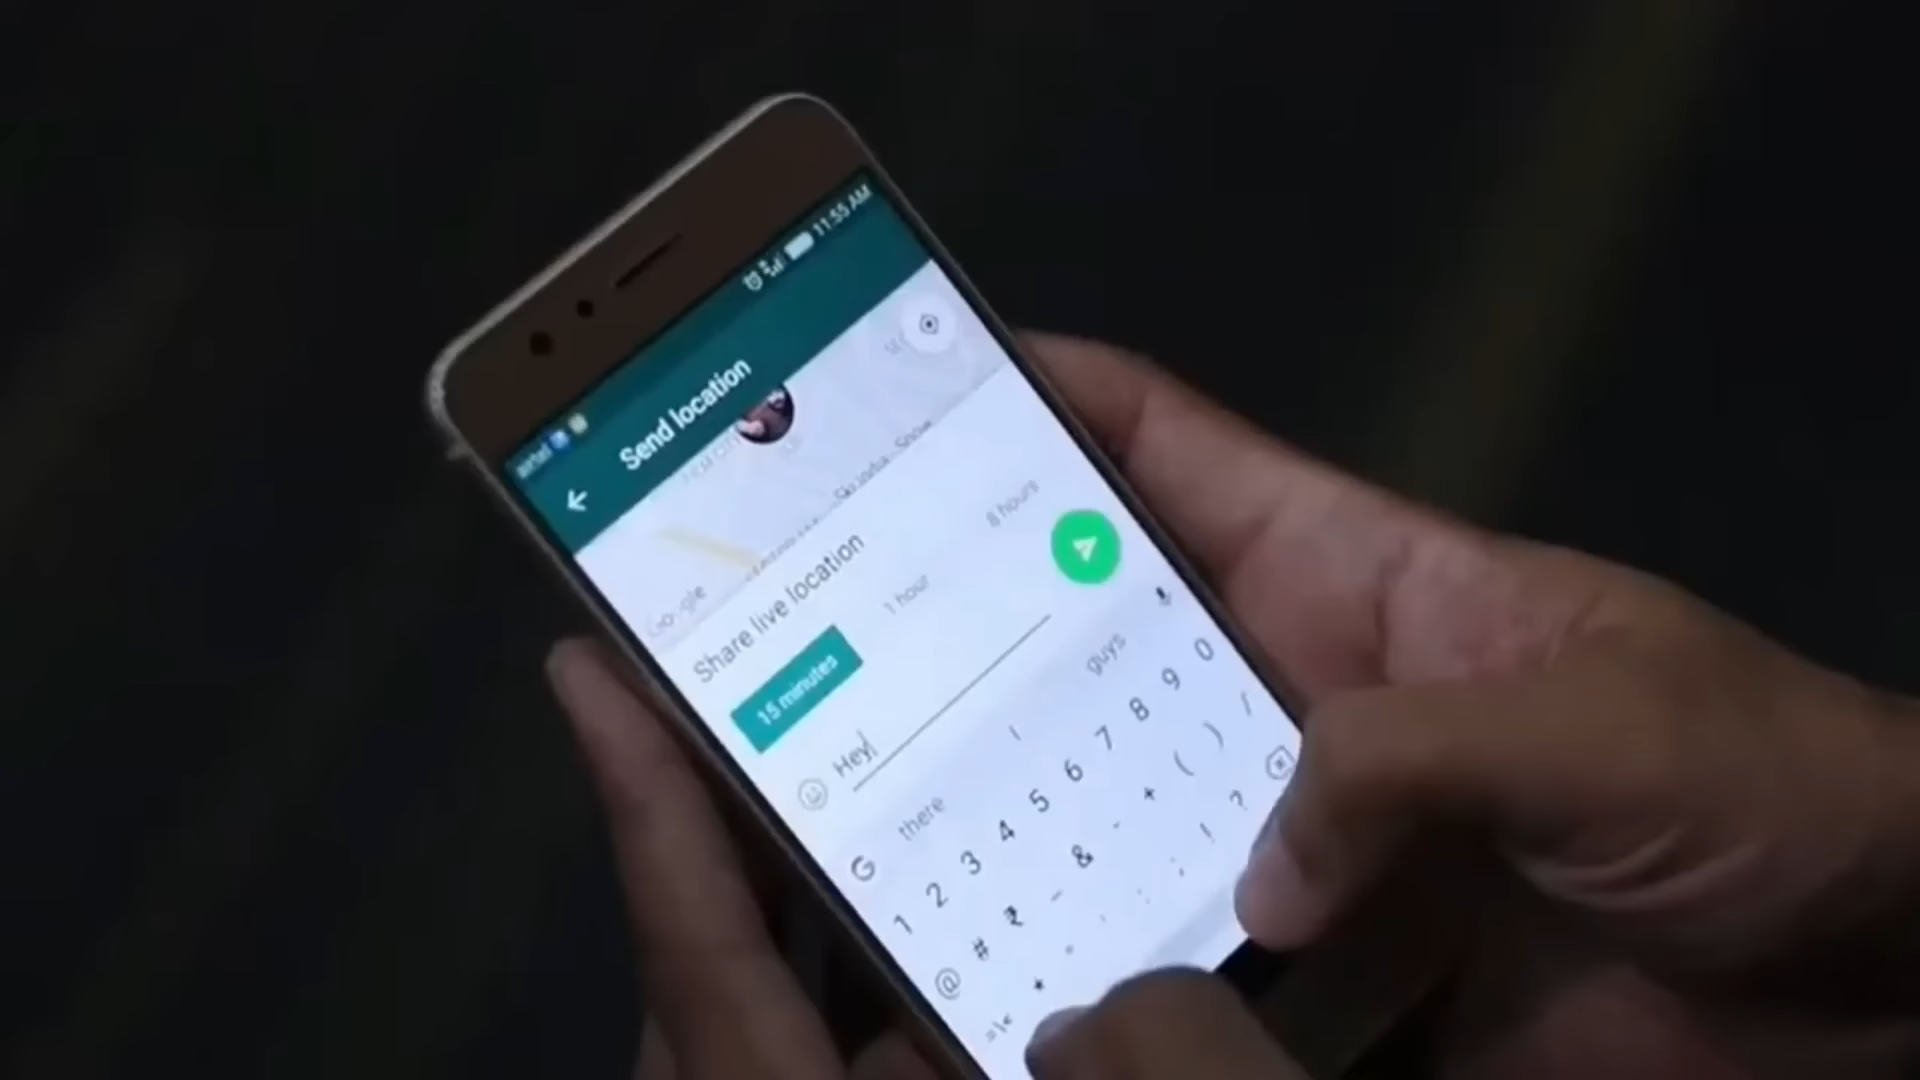 airtel 11:55 AM
Send location
Google
Share live location
15 minutes 1 hour 8 hours
Hey
G there ! guys
1 2 3 4 5 6 7 8 9 0
@ # ₹ _ & - + ( ) /
=\< * " ' : ; ! ?